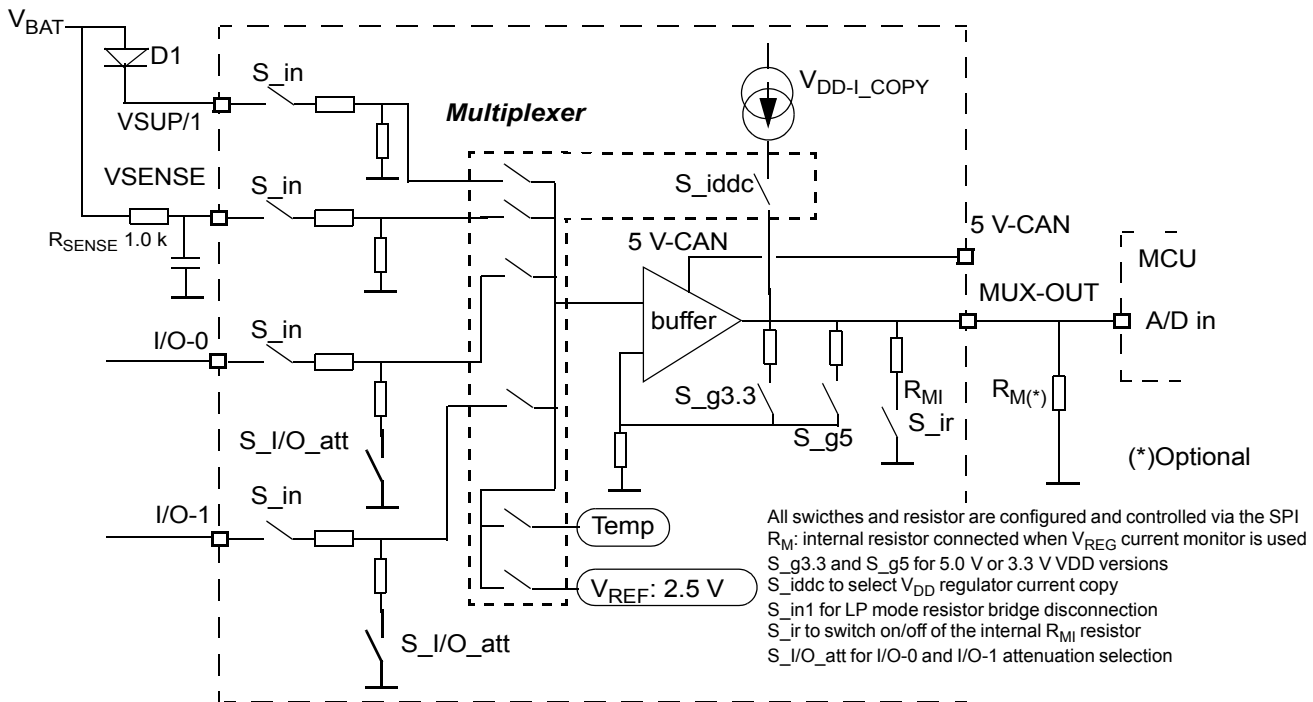 VBAT
D1
S_in
VSUP/1
VDD-I_COPY
Multiplexer
VSENSE
S_in
S_iddc
RSENSE 1.0 k
5 V-CAN
5 V-CAN
MCU
MUX-OUT
buffer
A/D in
I/O-0
S_in
S_g3.3
RMI
RM(*)
S_ir
S_g5
S_I/O_att
(*)Optional
S_in
I/O-1
Temp
VREF: 2.5 V
S_I/O_att
All swicthes and resistor are configured and controlled via the SPI
RM: internal resistor connected when VREG current monitor is used
S_g3.3 and S_g5 for 5.0 V or 3.3 V VDD versions
S_iddc to select VDD regulator current copy
S_in1 for LP mode resistor bridge disconnection
S_ir to switch on/off of the internal RMI resistor
S_I/O_att for I/O-0 and I/O-1 attenuation selection